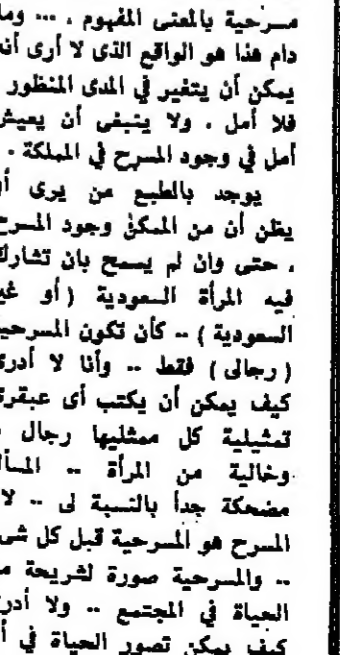 مسرحية بالمعنى المفهوم . ... وما
دام هذا هو الواقع الذى لا أرى أنه
يمكن أن يتغير في المدى المنظور
فلا أمل . ولا ينبغى أن يعيش
أمل في وجود المسرح في المملكة .
يوجد بالطبع من يرى أو
يظن أن من الممكن وجود المسرح
. حتى وان لم يسمح بان تشارك
فيه المرأة السعودية ( أو غير
السعودية ) .. كأن تكون المسرحية
( رجالى ) فقط .. وأنا لا أدرى
كيف يمكن أن يكتب أى عبقرى
تمثيلية كل ممثليها رجال
وخالية من المرأة .. المسألة
مضحكة جداً بالنسبة لى ..
المسرح هو المسرحية قبل كل شىء
.. والمسرحية صورة لشريحة
الحياة في المجتمع .. ولا أدرى
كيف يمكن تصور الحياة في